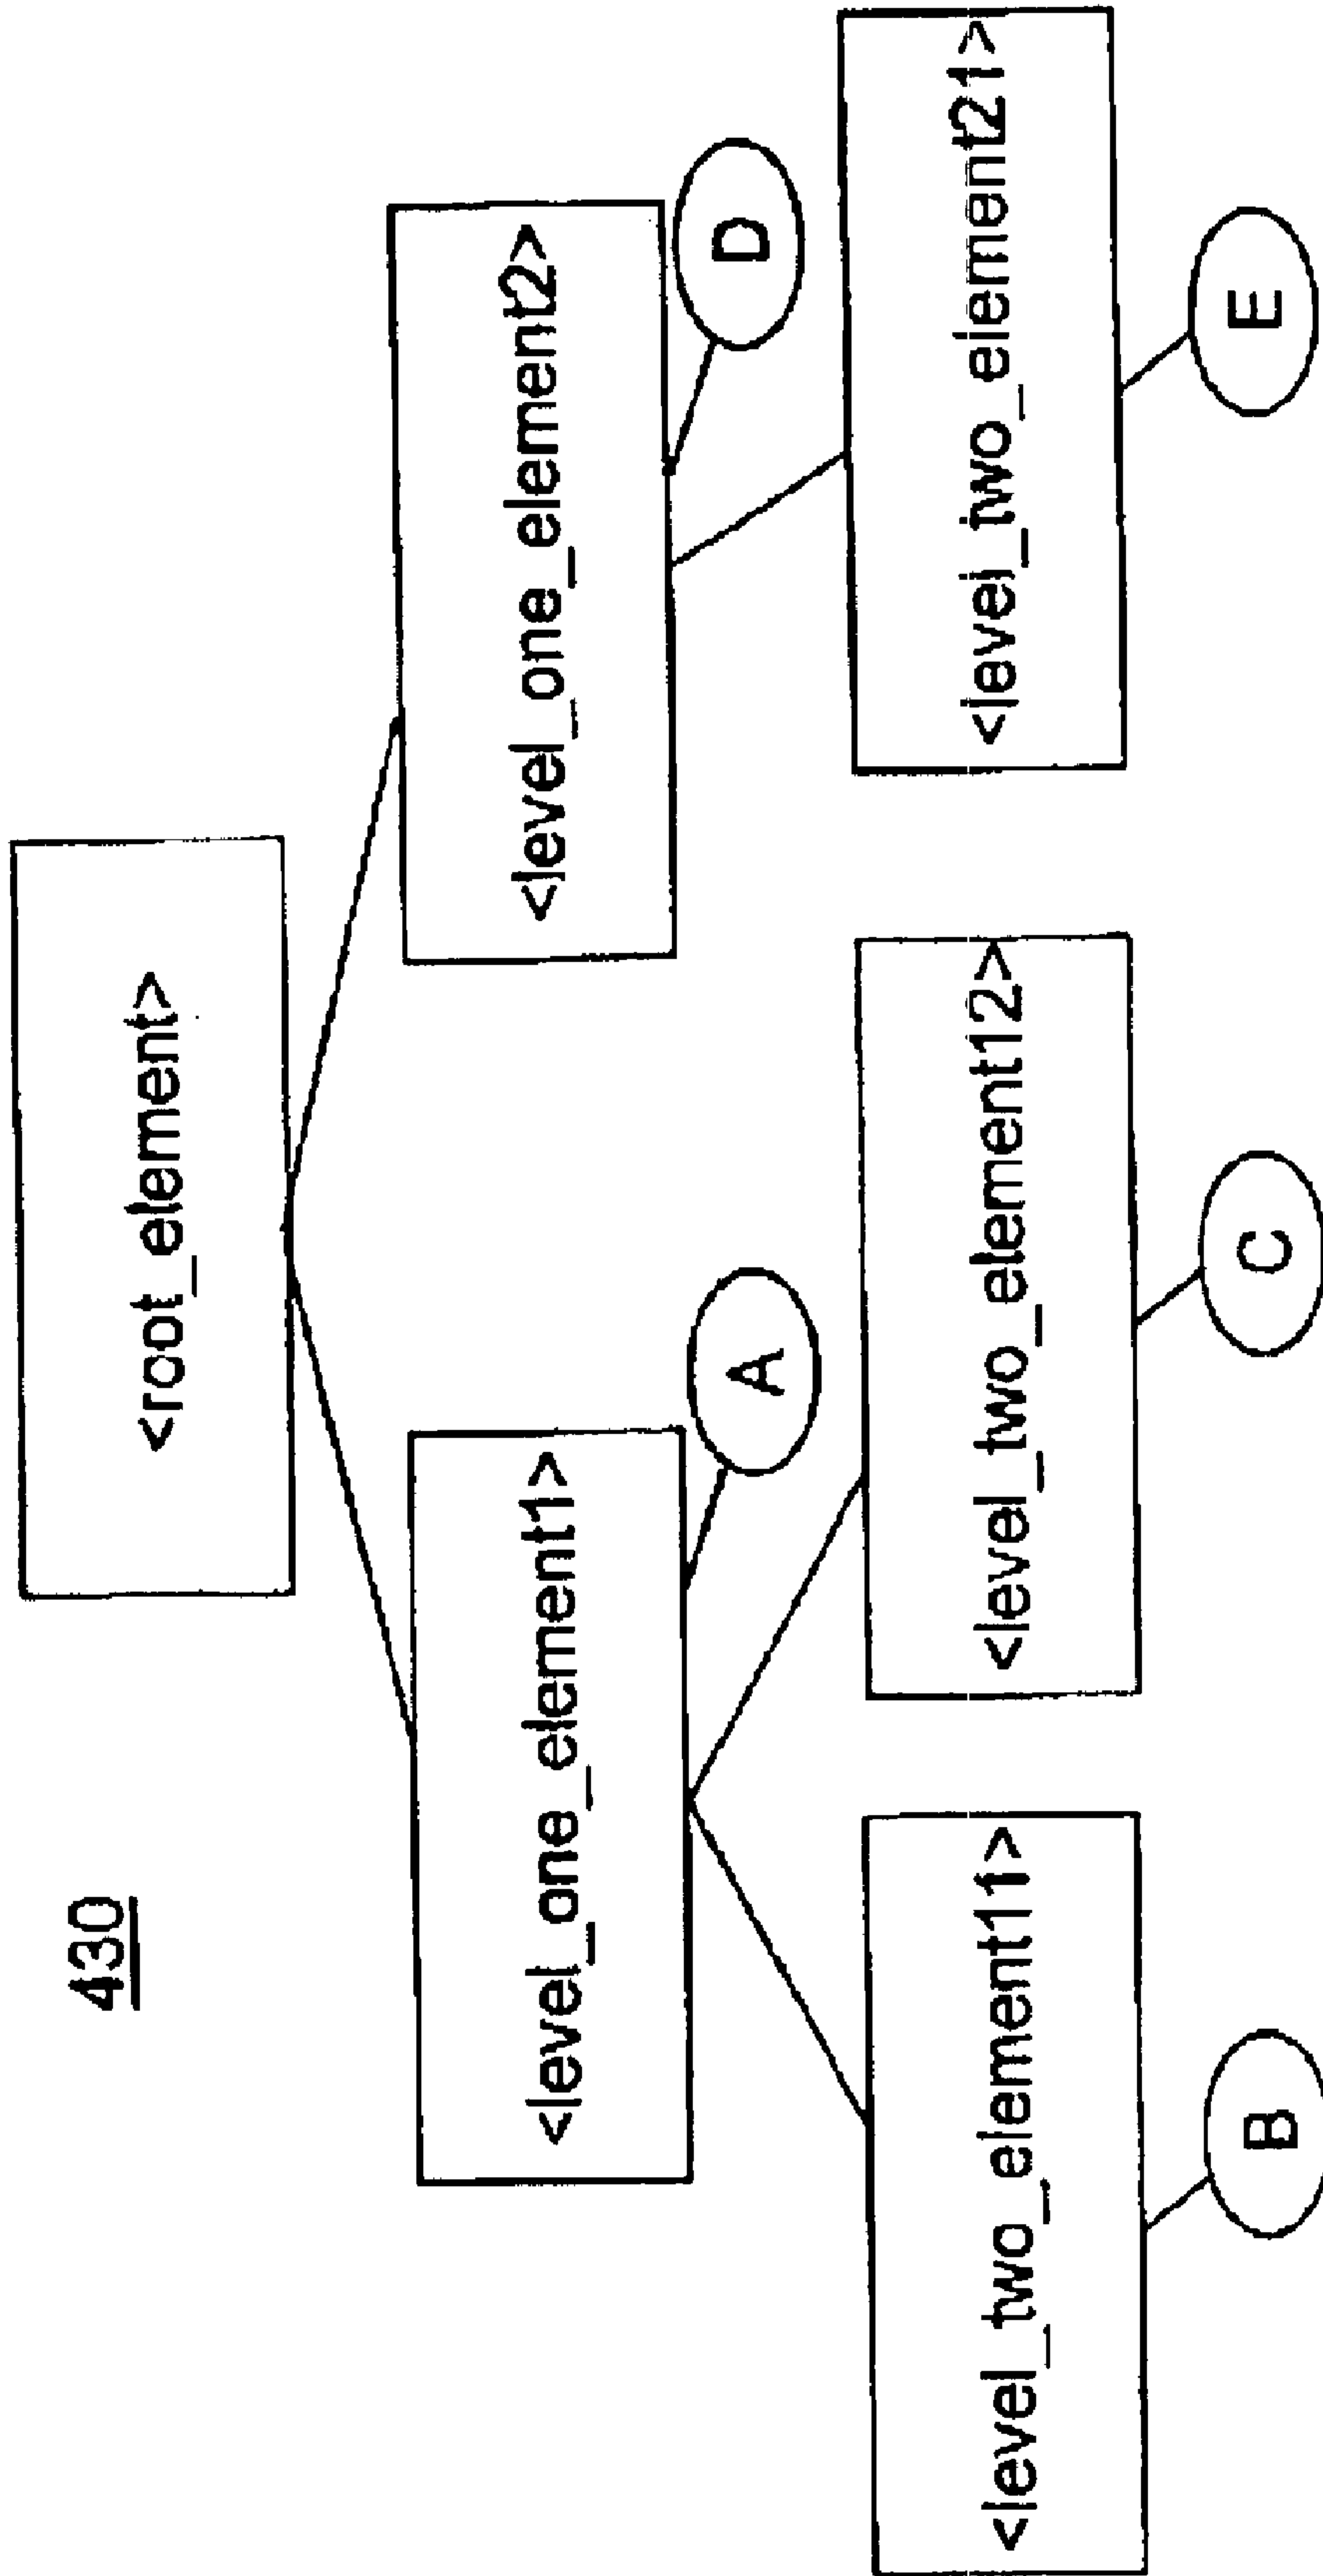 430
<root_element>
<level_one_element1>
<level_one_element2>
A
D
<level_two_element11>
<level_two_element12>
<level_two_element21>
B
C
E